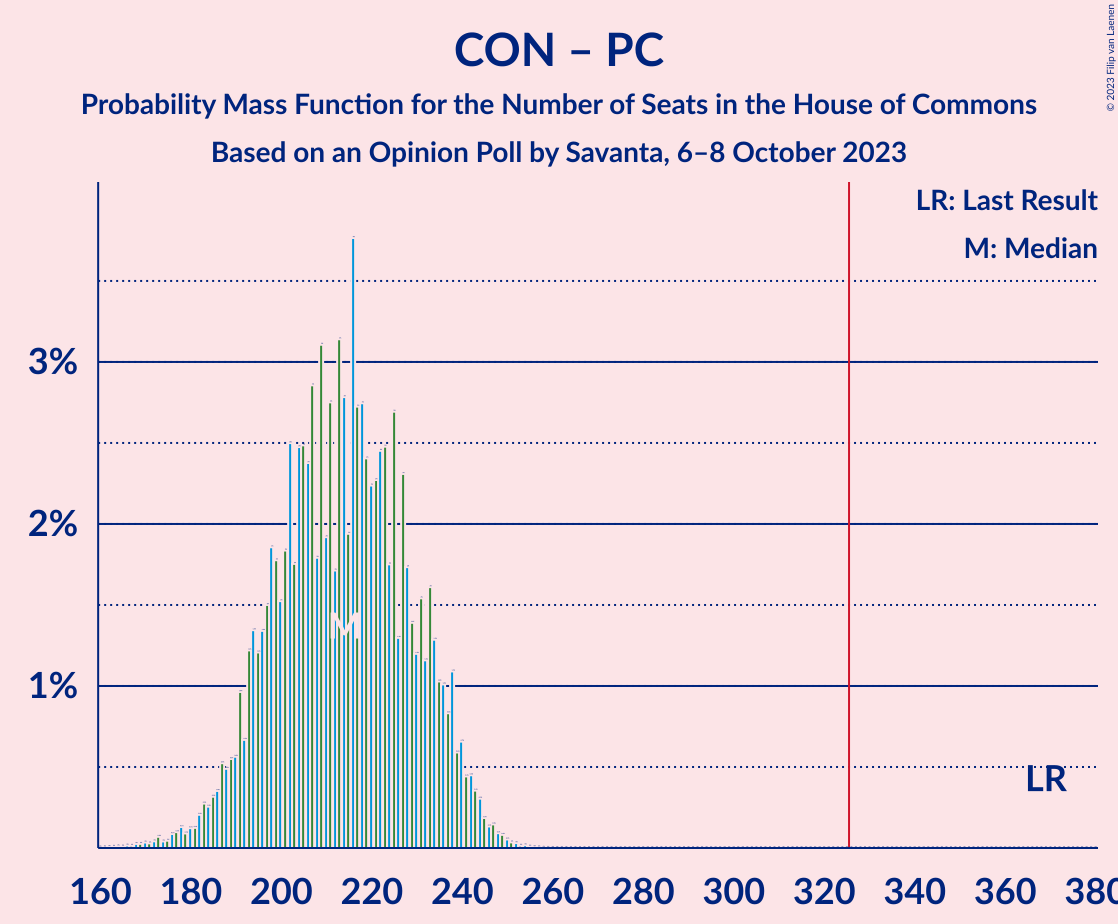 CON – PC
Probability Mass Function for the Number of Seats in the House of Commons
Based on an Opinion Poll by Savanta, 6–8 October 2023
© 2023 Filip van Laenen
LR: Last Result
M: Median
3%
2%
1%
M
LR
160 180 200 220 240 260 280 300 320 340 360 380